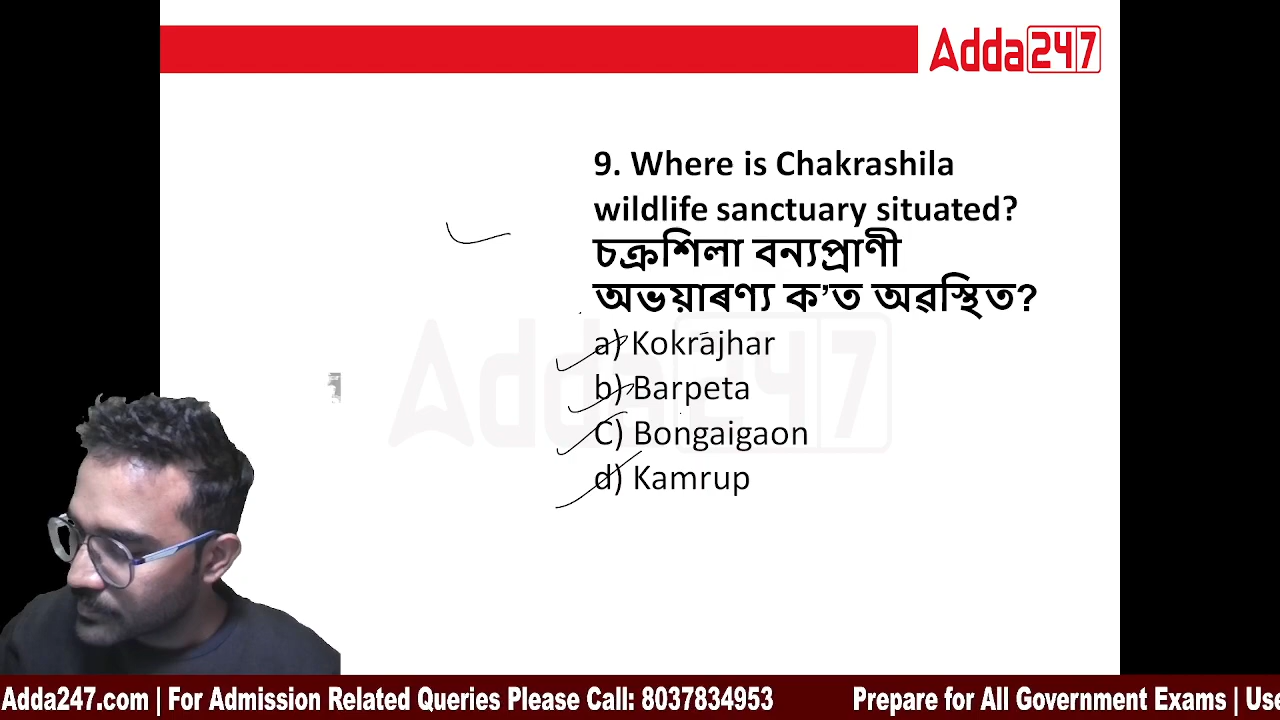 Adda247
9. Where is Chakrashila
wildlife sanctuary situated?
চক্ৰশিলা বন্যপ্ৰাণী
অভয়াৰণ্য ক’ত অৱস্থিত?
a) Kokrajhar
b) Barpeta
C) Bongaigaon
d) Kamrup
Adda247
Adda247.com | For Admission Related Queries Please Call: 8037834953 Prepare for All Government Exams | Use